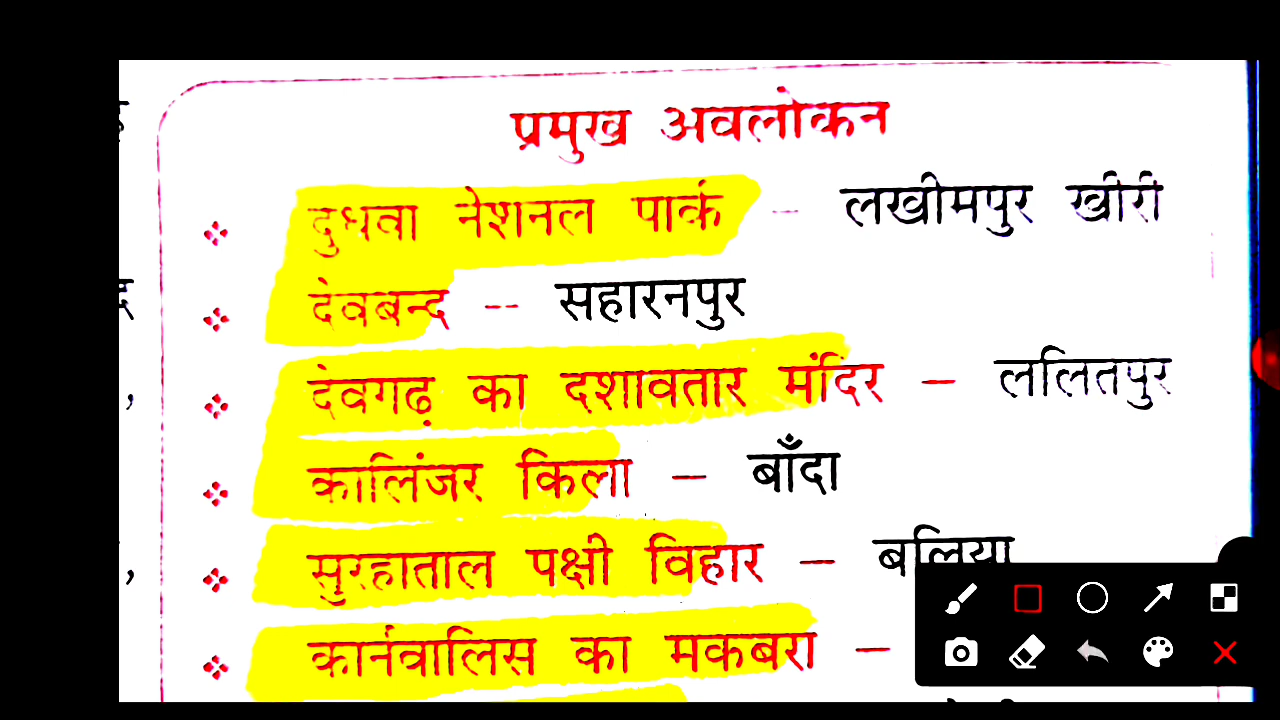 प्रमुख अवलोकन
❖ दुधवा नेशनल पार्क – लखीमपुर खीरी
❖ देवबन्द -- सहारनपुर
❖ देवगढ़ का दशावतार मंदिर – ललितपुर
❖ कालिंजर किला – बाँदा
❖ सुरहाताल पक्षी विहार – बलिया
❖ कार्नवालिस का मकबरा –